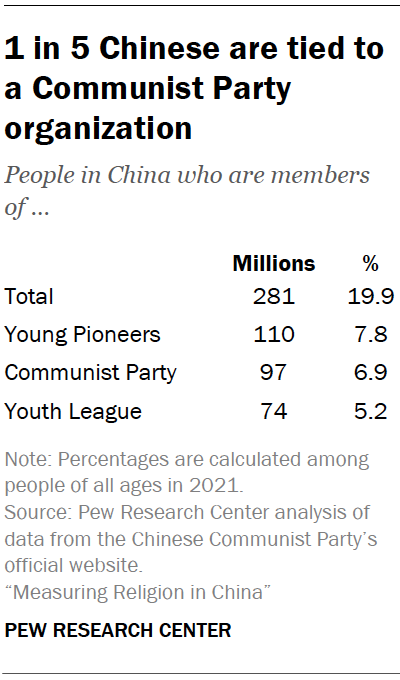 1 in 5 Chinese are tied to
a Communist Party
organization
People in China who are members
of ...
Millions %
Total 281 19.9
Young Pioneers 110 7.8
Communist Party 97 6.9
Youth League 74 5.2
Note: Percentages are calculated among
people of all ages in 2021.
Source: Pew Research Center analysis of
data from the Chinese Communist Party’s
official website.
“Measuring Religion in China”
PEW RESEARCH CENTER